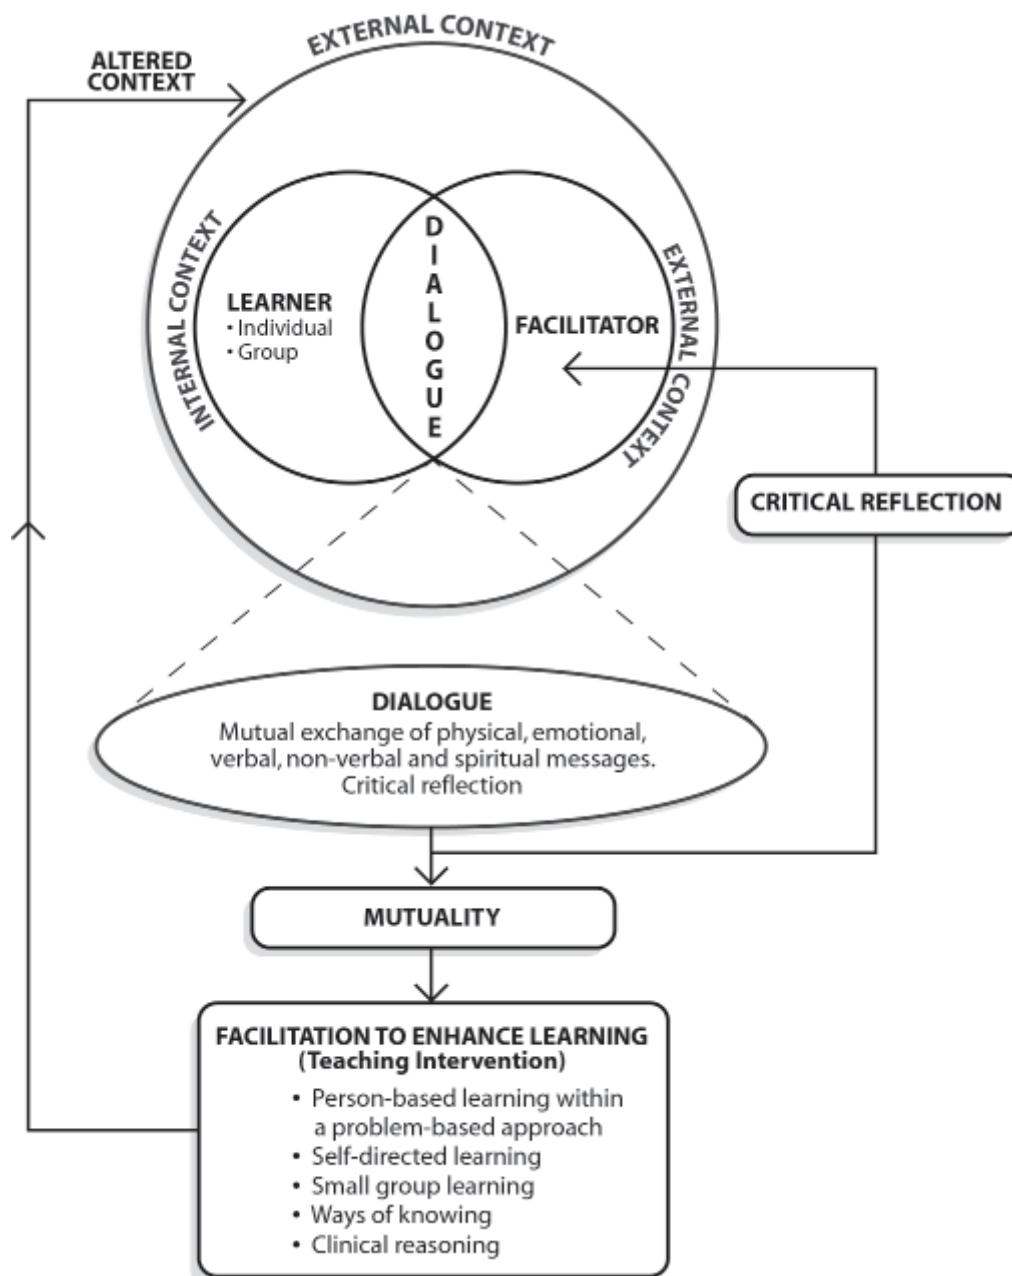 EXTERNAL CONTEXT
ALTERED
CONTEXT
INTERNAL CONTEXT
LEARNER
• Individual
• Group
DIALOGUE
FACILITATOR
EXTERNAL CONTEXT
CRITICAL REFLECTION
DIALOGUE
Mutual exchange of physical, emotional,
verbal, non-verbal and spiritual messages.
Critical reflection
MUTUALITY
FACILITATION TO ENHANCE LEARNING
(Teaching Intervention)
• Person-based learning within
a problem-based approach
• Self-directed learning
• Small group learning
• Ways of knowing
• Clinical reasoning